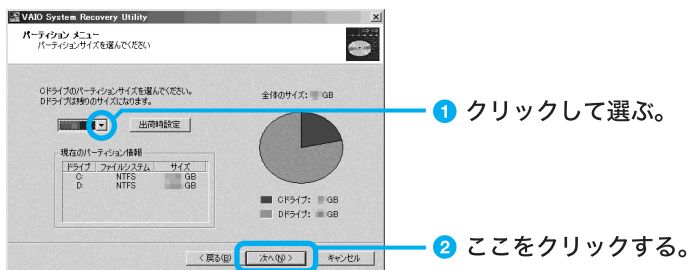 VAIO System Recovery Utility
パーティション メニュー
パーティションサイズを選んでください
Cドライブのパーティションサイズを選んでください。
Dドライブは残りのサイズになります。
全体のサイズ: GB
出荷時設定
① クリックして選ぶ。
現在のパーティション情報
ドライブ ファイルシステム サイズ
C: NTFS GB
D: NTFS GB
Cドライブ: GB
Dドライブ: GB
< 戻る(B) 次へ(N) > キャンセル
② ここをクリックする。